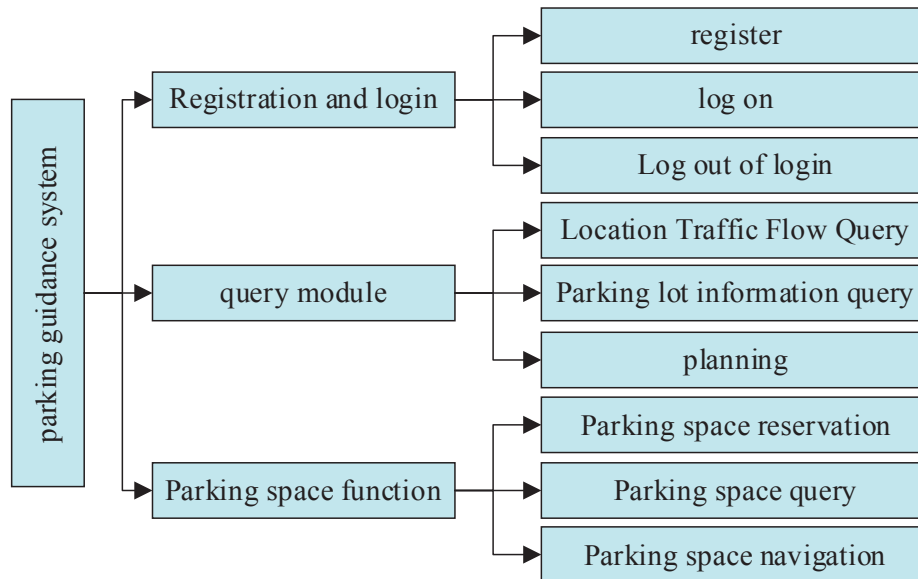 parking guidance system
Registration and login
register
log on
Log out of login
query module
Location Traffic Flow Query
Parking lot information query
planning
Parking space function
Parking space reservation
Parking space query
Parking space navigation